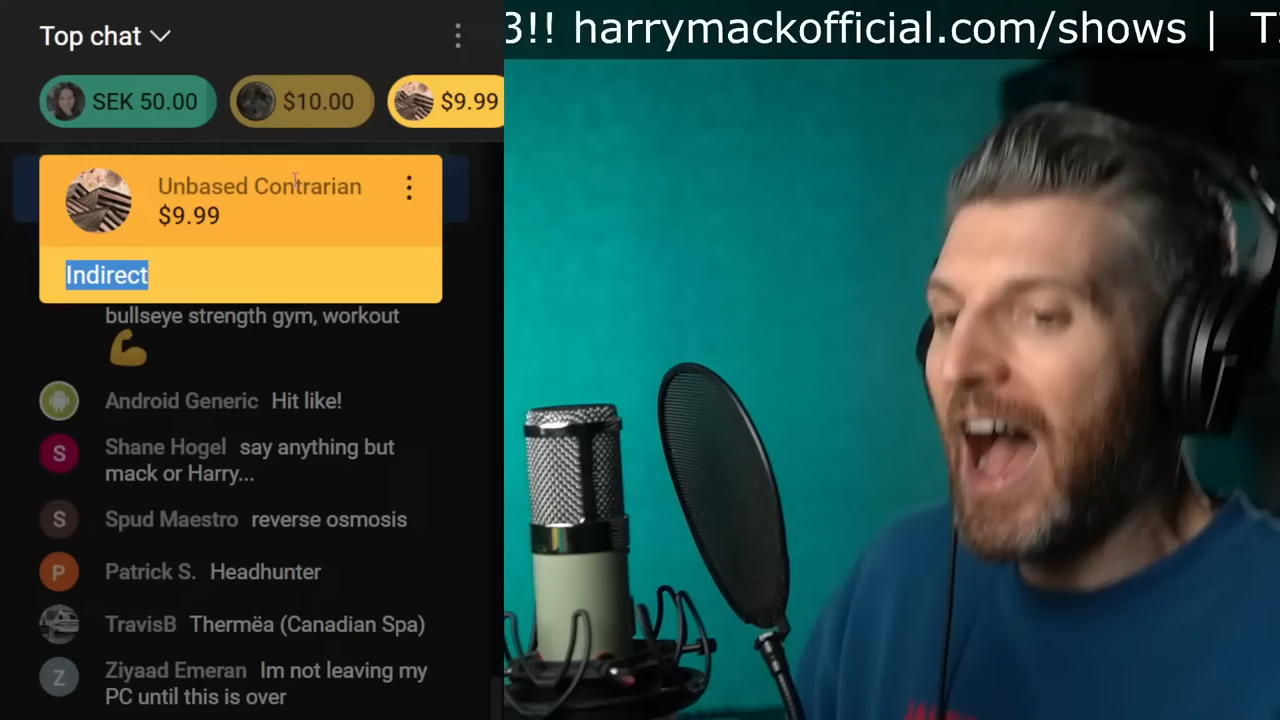 Top chat
3!! harrymackofficial.com/shows |
SEK 50.00
$10.00
$9.99
Unbased Contrarian
$9.99
Indirect
bullseye strength gym, workout
Android Generic Hit like!
S
Shane Hogel say anything but
mack or Harry...
S
Spud Maestro reverse osmosis
P
Patrick S. Headhunter
TravisB Thermëa (Canadian Spa)
Z
Ziyaad Emeran Im not leaving my
PC until this is over